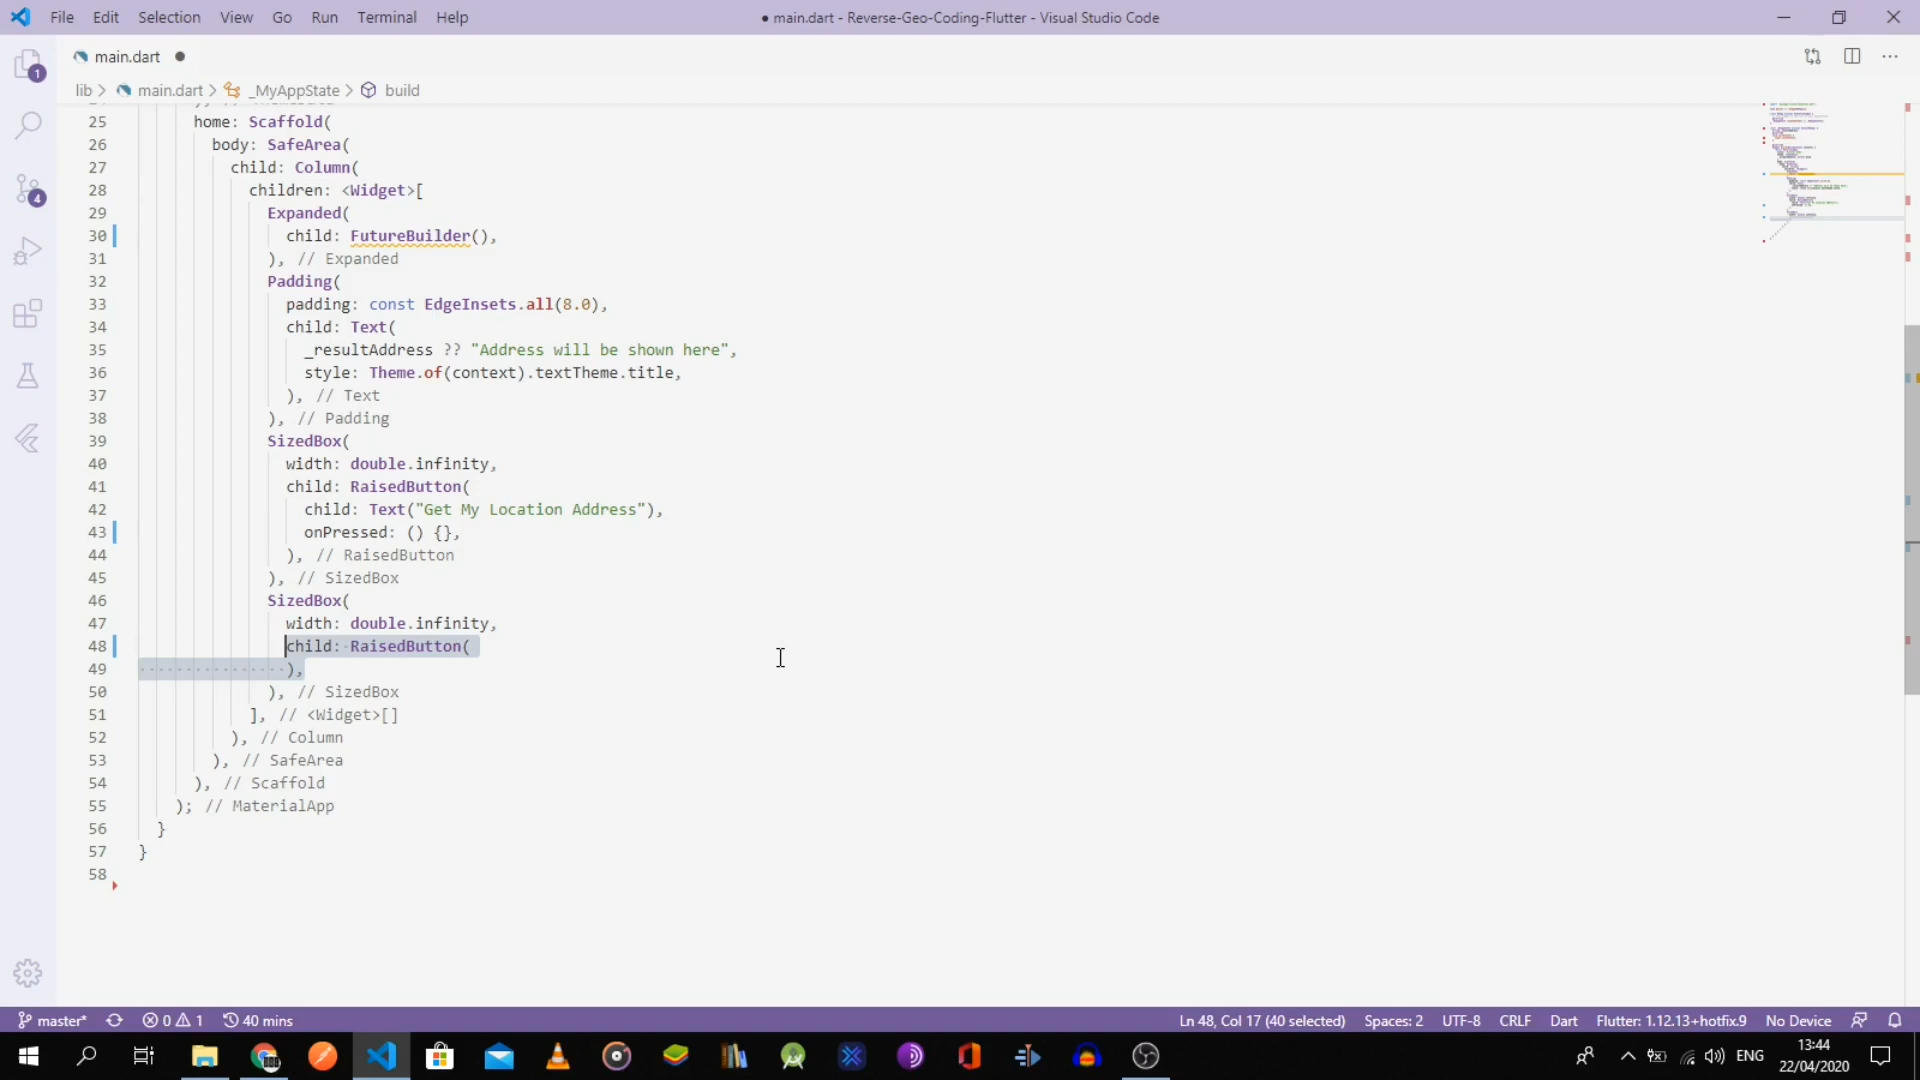 File Edit Selection View Go Run Terminal Help
● main.dart - Reverse-Geo-Coding-Flutter - Visual Studio Code
main.dart ●
lib > main.dart > _MyAppState > build
25 home: Scaffold(
26 body: SafeArea(
27 child: Column(
28 children: <Widget>[
29 Expanded(
30 child: FutureBuilder(),
31 ), // Expanded
32 Padding(
33 padding: const EdgeInsets.all(8.0),
34 child: Text(
35 _resultAddress ?? "Address will be shown here",
36 style: Theme.of(context).textTheme.title,
37 ), // Text
38 ), // Padding
39 SizedBox(
40 width: double.infinity,
41 child: RaisedButton(
42 child: Text("Get My Location Address"),
43 onPressed: () {},
44 ), // RaisedButton
45 ), // SizedBox
46 SizedBox(
47 width: double.infinity,
48 child: RaisedButton(
49 ),
50 ), // SizedBox
51 ], // <Widget>[]
52 ), // Column
53 ), // SafeArea
54 ), // Scaffold
55 ); // MaterialApp
56 }
57 }
58
1
4
master* 0 1 40 mins
Ln 48, Col 17 (40 selected) Spaces: 2 UTF-8 CRLF Dart Flutter: 1.12.13+hotfix.9 No Device
ENG
13:44
22/04/2020